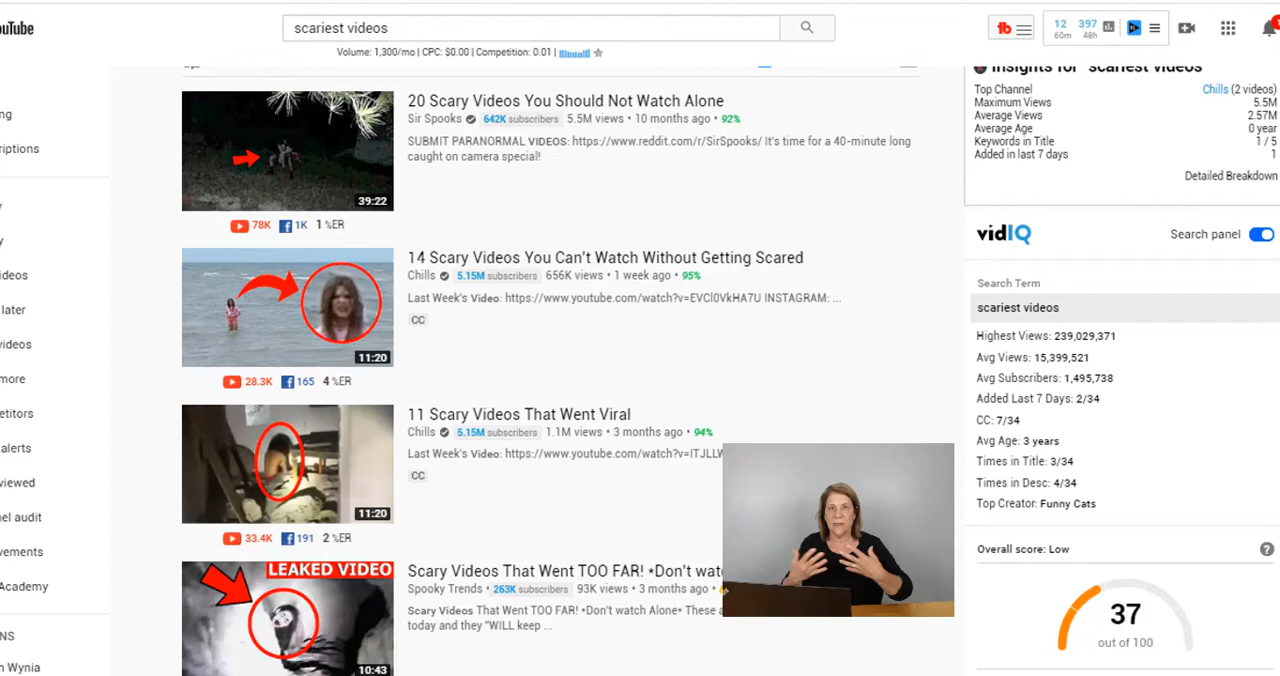 ouTube
scariest videos
12 397
60m 48h
Volume: 1,300/mo | CPC: $0.00 | Competition: 0.01 |
ng
riptions
y
y
ideos
later
videos
more
etitors
alerts
iewed
el audit
vements
Academy
NS
n Wynia
39:22
20 Scary Videos You Should Not Watch Alone
Sir Spooks 642K subscribers 5.5M views • 10 months ago • 92%
SUBMIT PARANORMAL VIDEOS: https://www.reddit.com/r/SirSpooks/ It's time for a 40-minute long
caught on camera special!
78K 1K 1 %ER
11:20
14 Scary Videos You Can't Watch Without Getting Scared
Chills 5.15M subscribers 656K views • 1 week ago • 95%
Last Week's Video: https://www.youtube.com/watch?v=EVCl0VkHA7U INSTAGRAM: ...
CC
28.3K 165 4 %ER
11:20
11 Scary Videos That Went Viral
Chills 5.15M subscribers 1.1M views • 3 months ago • 94%
Last Week's Video: https://www.youtube.com/watch?v=ITJLLW
CC
33.4K 191 2 %ER
LEAKED VIDEO
10:43
Scary Videos That Went TOO FAR! *Don't wat
Spooky Trends • 263K subscribers 93K views • 3 months ago •
Scary Videos That Went TOO FAR! *Don't watch Alone* These a
today and they "WILL keep ...
Insights for "scariest videos"
Top Channel Chills (2 videos)
Maximum Views 5.5M
Average Views 2.57M
Average Age 0 year
Keywords in Title 1 / 5
Added in last 7 days 1
Detailed Breakdown
vidIQ Search panel
Search Term
scariest videos
Highest Views: 239,029,371
Avg Views: 15,399,521
Avg Subscribers: 1,495,738
Added Last 7 Days: 2/34
CC: 7/34
Avg Age: 3 years
Times in Title: 3/34
Times in Desc: 4/34
Top Creator: Funny Cats
Overall score: Low
37
out of 100